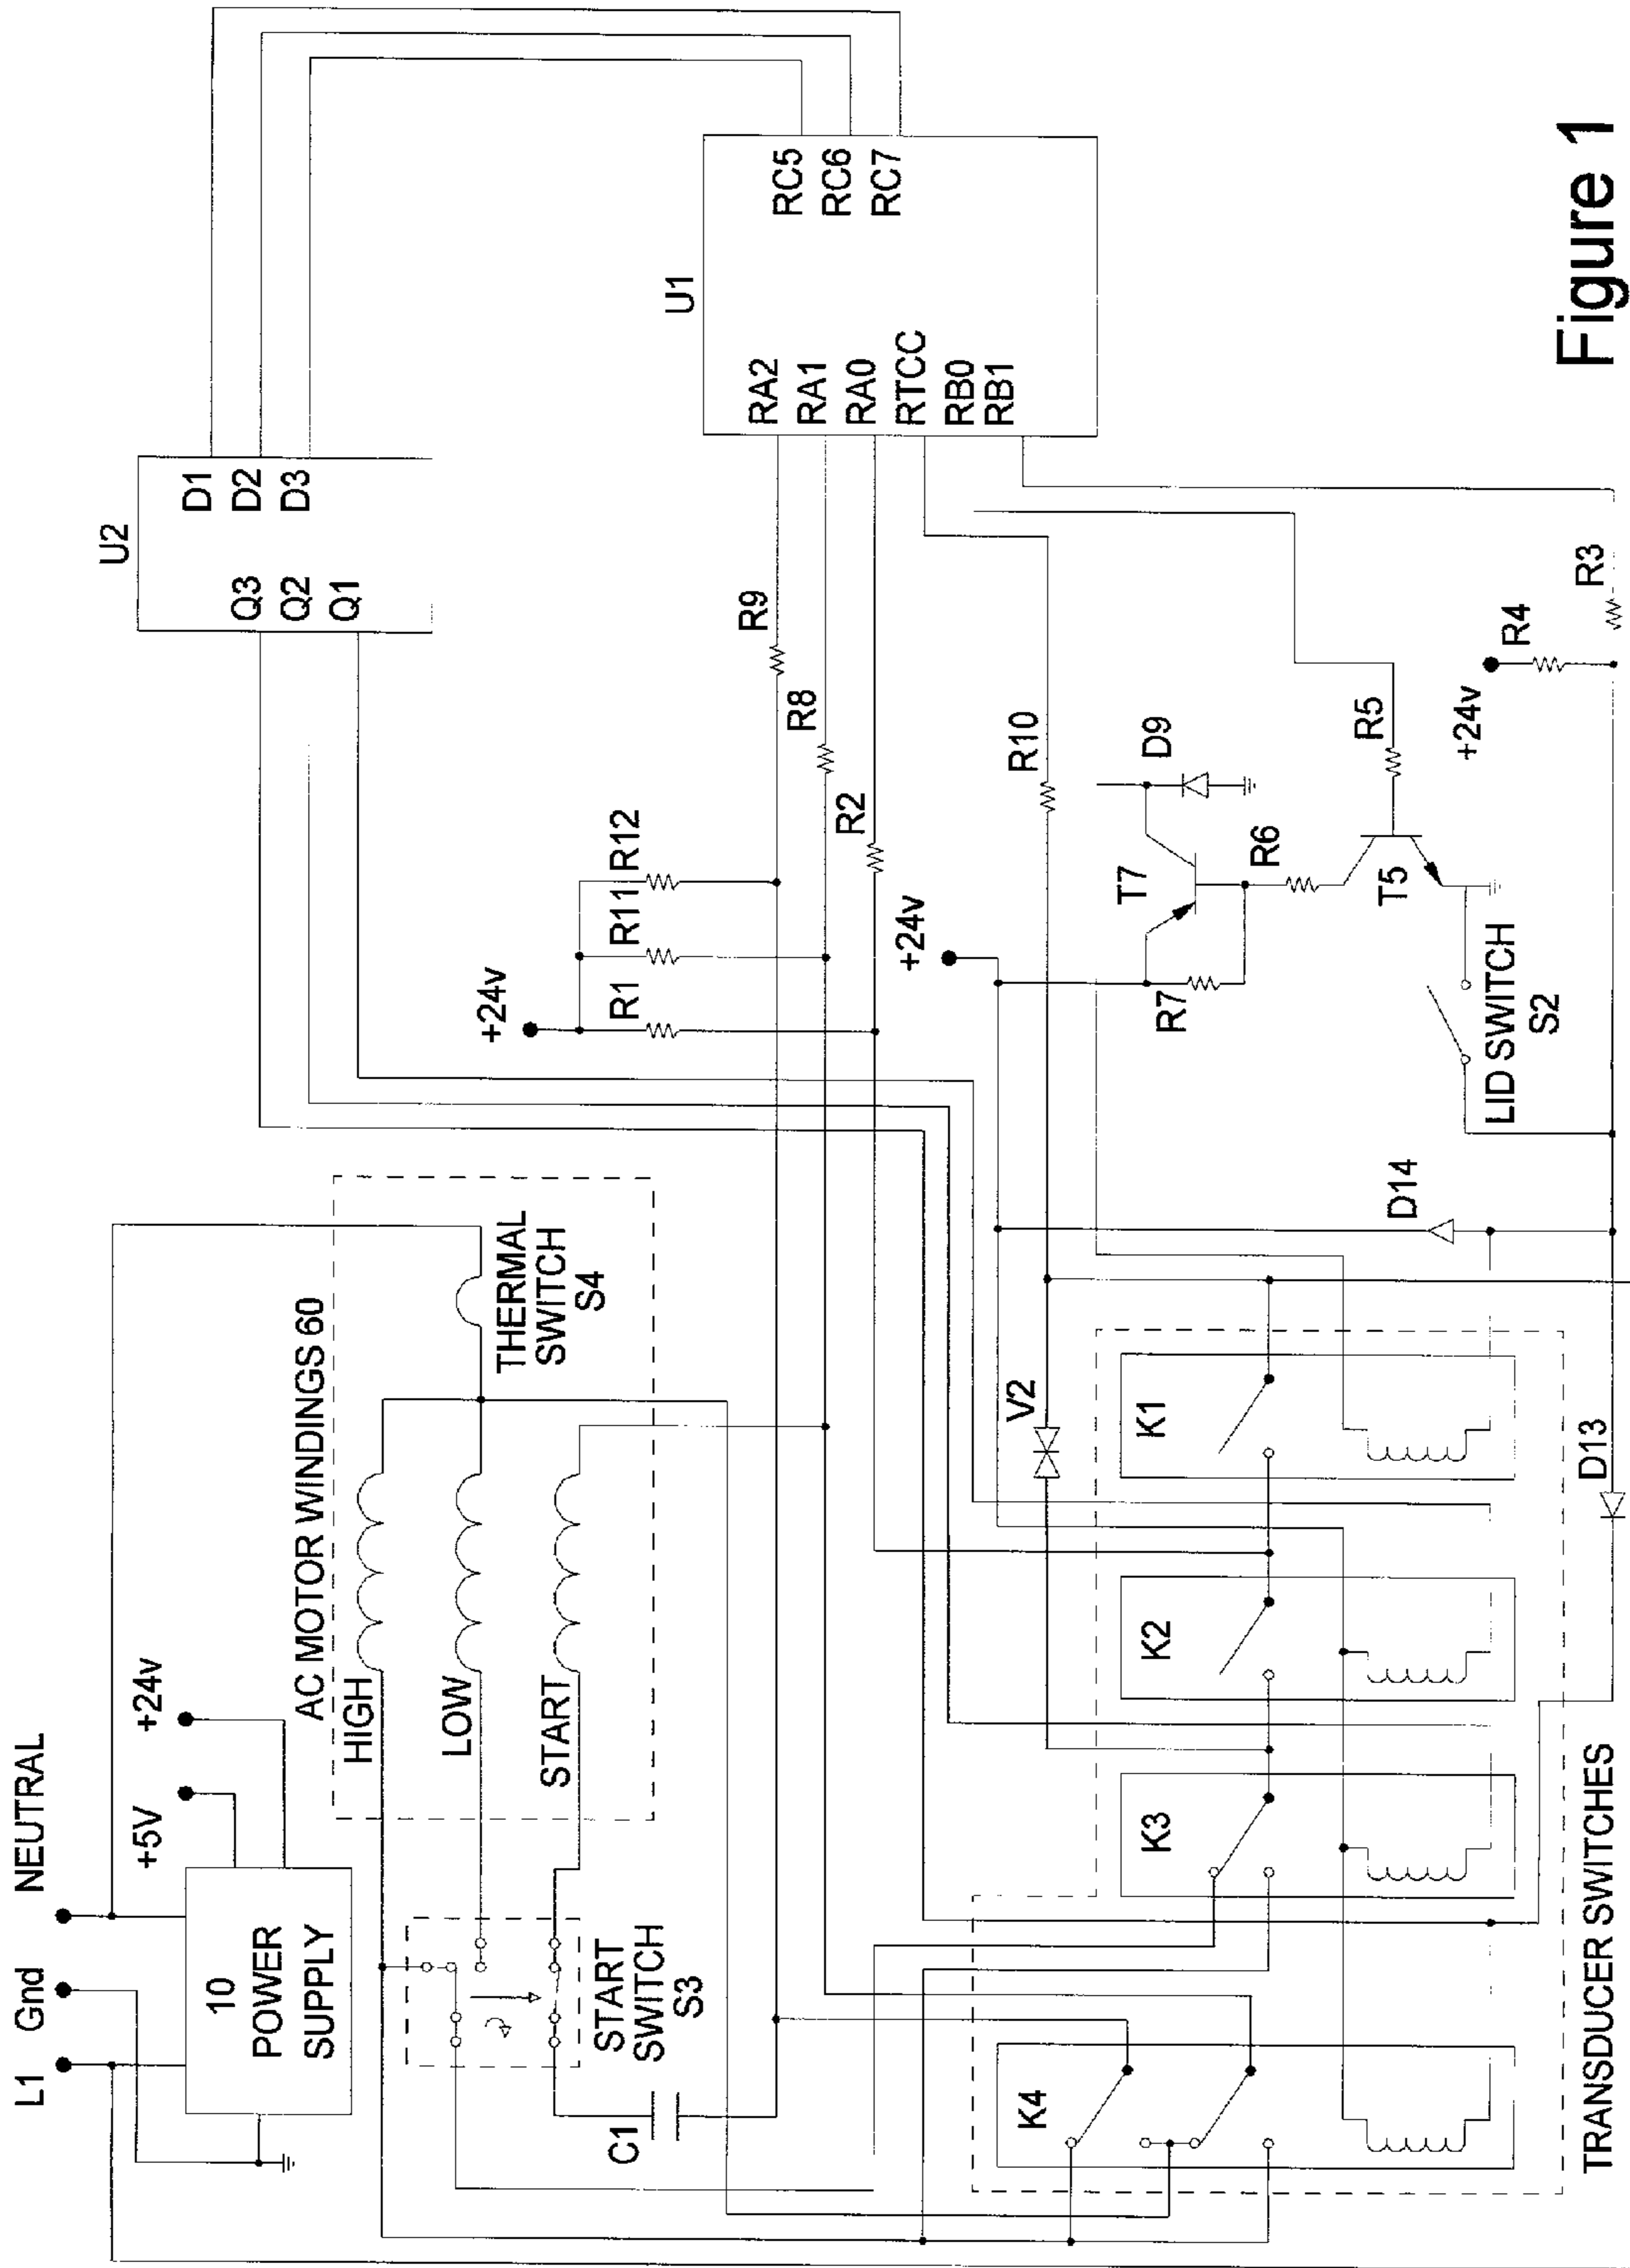 L1
Gnd
NEUTRAL
10
POWER
SUPPLY
+5V
+24v
AC MOTOR WINDINGS 60
HIGH
LOW
START
THERMAL
SWITCH
S4
START
SWITCH
S3
C1
U2
Q3
Q2
Q1
D1
D2
D3
U1
RA2
RA1
RA0
RTCC
RB0
RB1
RC5
RC6
RC7
+24v
R1
R11
R12
R9
R8
R2
+24v
R10
T7
D9
R7
R6
T5
R5
+24v
R4
R3
LID SWITCH
S2
D14
V2
K4
K3
K2
K1
D13
TRANSDUCER SWITCHES
Figure 1